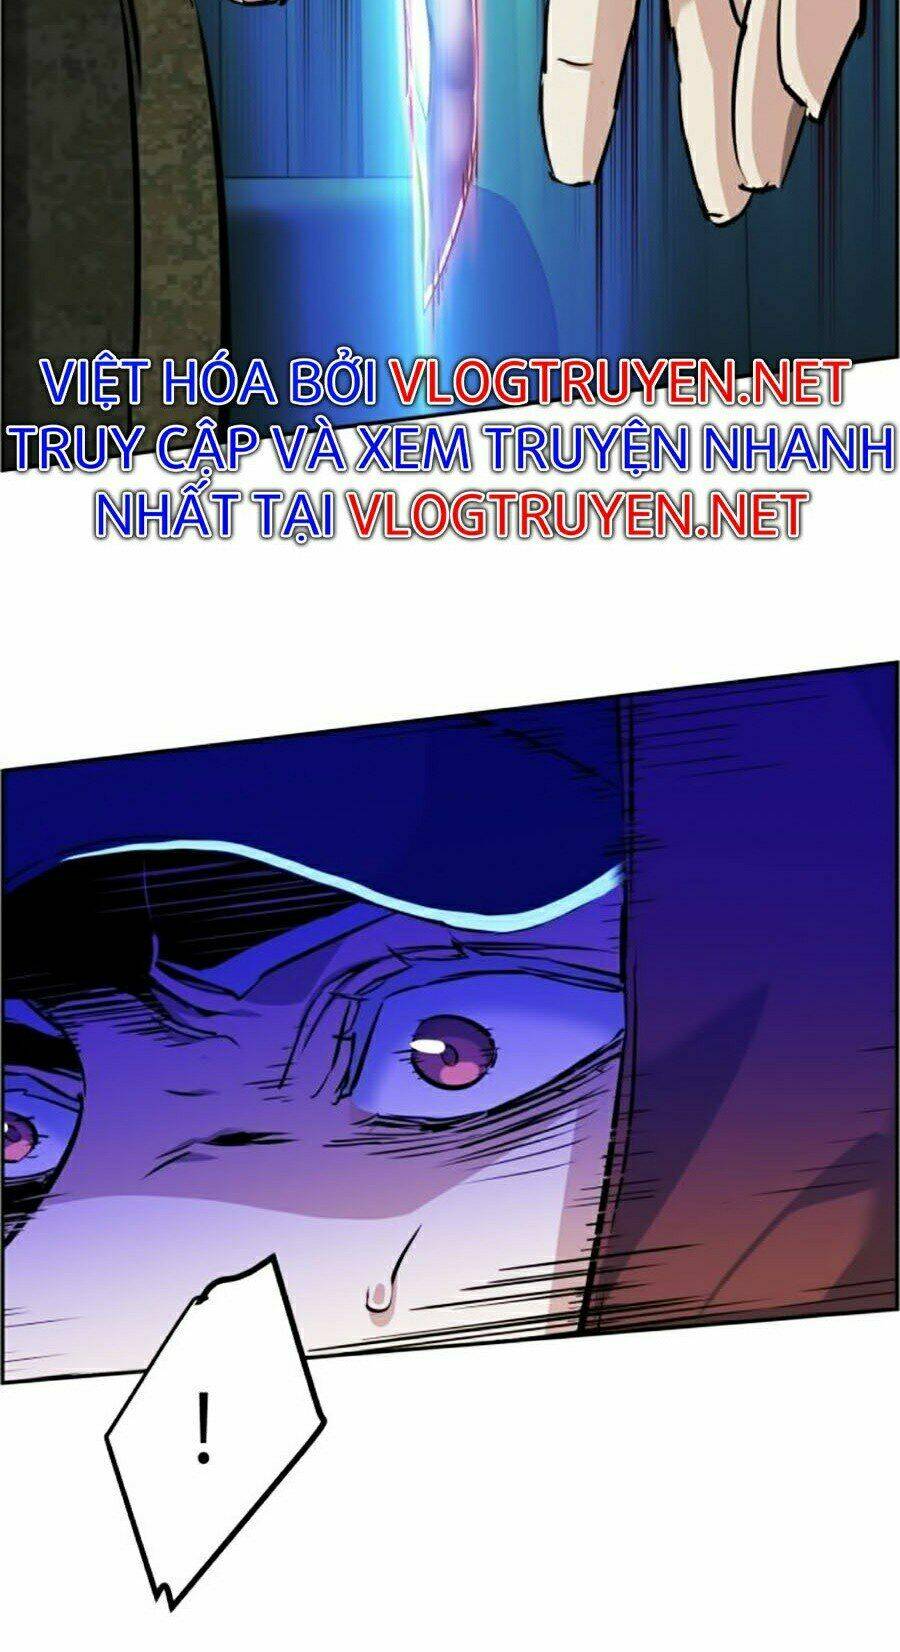 VIỆT HÓA BỞI VLOGTRUYEN.NET
TRUY CẬP VÀ XEM TRUYỆN NHANH
NHẤT TẠI VLOGTRUYEN.NET
!